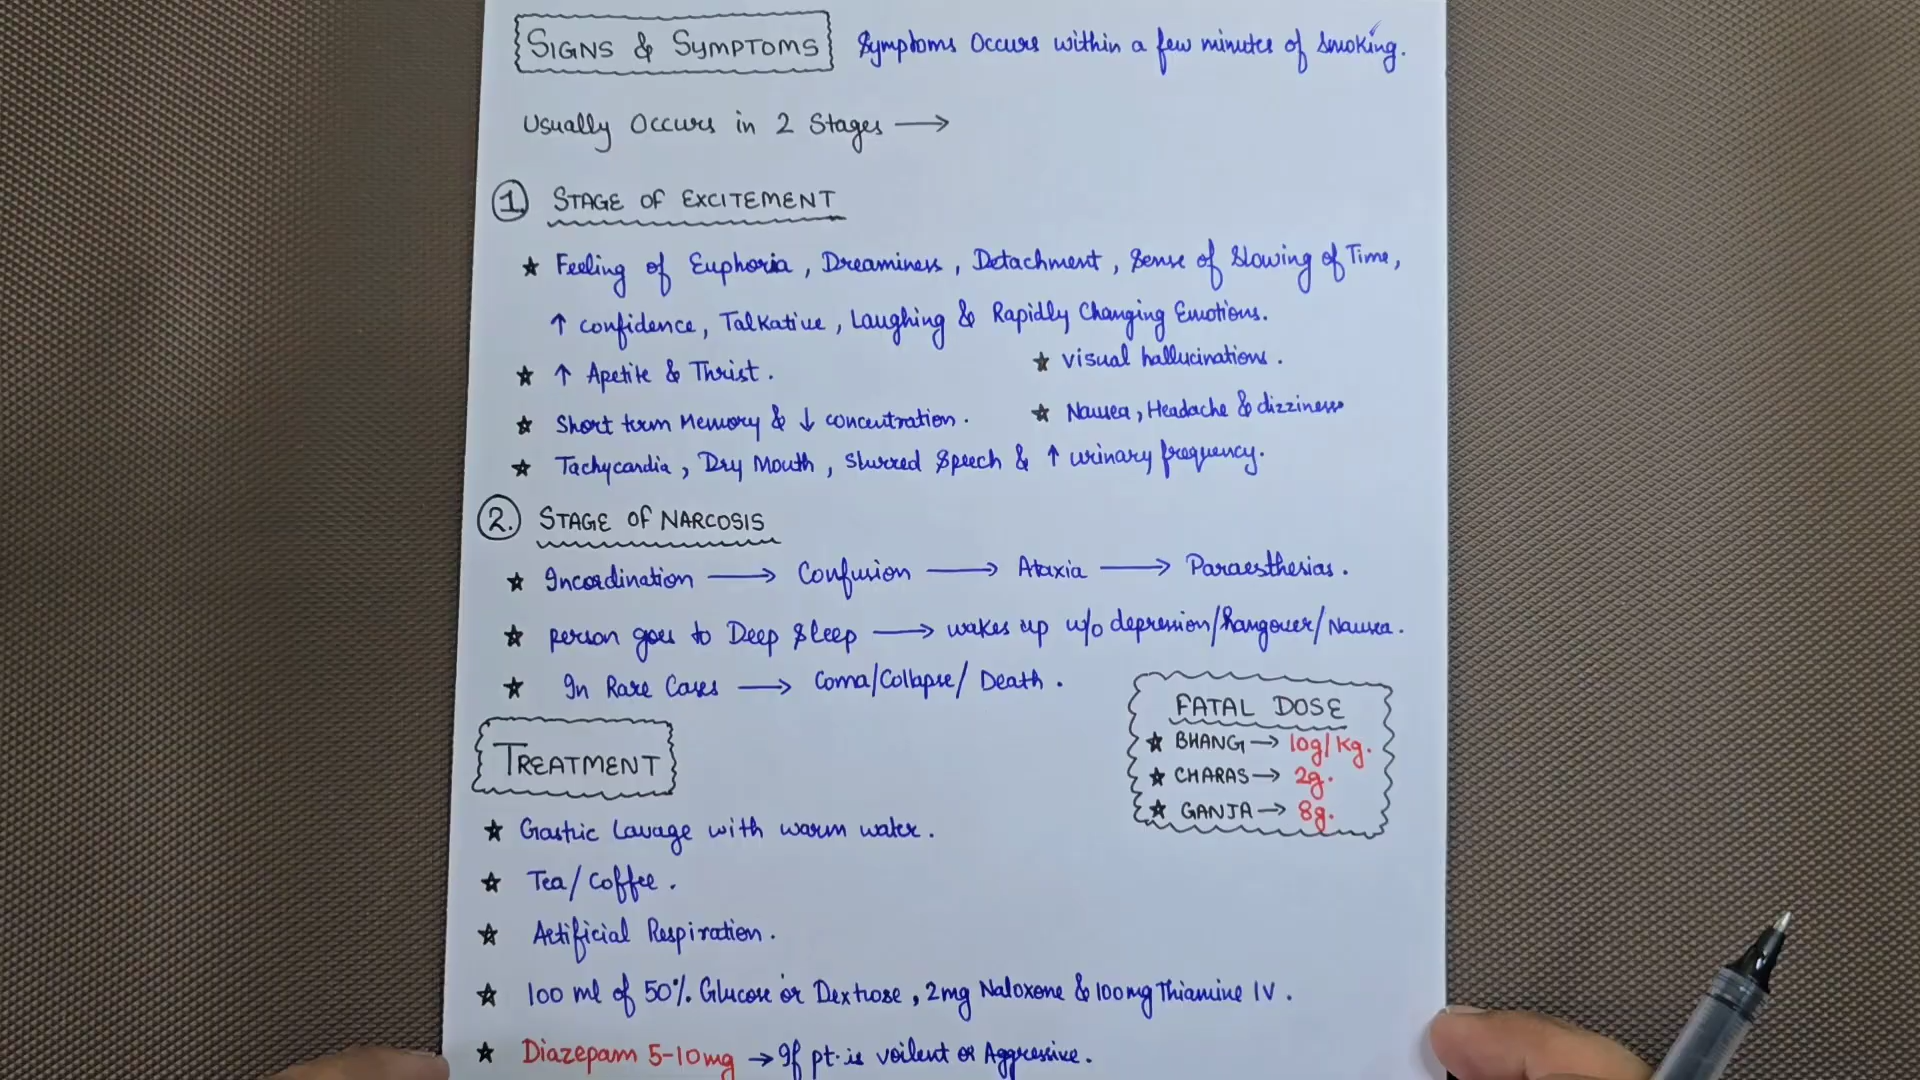 SIGNS & SYMPTOMS Symptoms Occurs within a few minutes of smoking.
Usually Occurs in 2 Stages →
1. STAGE OF EXCITEMENT
★ Feeling of Euphoria, Dreaminess, Detachment, Sense of Slowing of Time,
↑ confidence, Talkative, Laughing & Rapidly Changing Emotions.
★ ↑ Apetite & Thrist. ★ visual hallucinations.
★ Short term Memory & ↓ concentration. ★ Nausea, Headache & dizziness
★ Tachycardia, Dry Mouth, Slurred Speech & ↑ urinary frequency.
2. STAGE OF NARCOSIS
★ Incordination → Confusion → Ataxia → Paraesthesias.
★ person goes to Deep Sleep → wakes up w/o depression/hangover/Nausea.
★ In Rare Cases → Coma/Collapse/Death.
FATAL DOSE
★ BHANG → 10g/kg.
★ CHARAS → 2g.
★ GANJA → 8g.
TREATMENT
★ Gastric Lavage with warm water.
★ Tea/Coffee.
★ Artificial Respiration.
★ 100 ml of 50% Glucose or Dextrose, 2mg Naloxone & 100mg Thiamine IV.
★ Diazepam 5-10mg → If pt. is voilent or Aggressive.